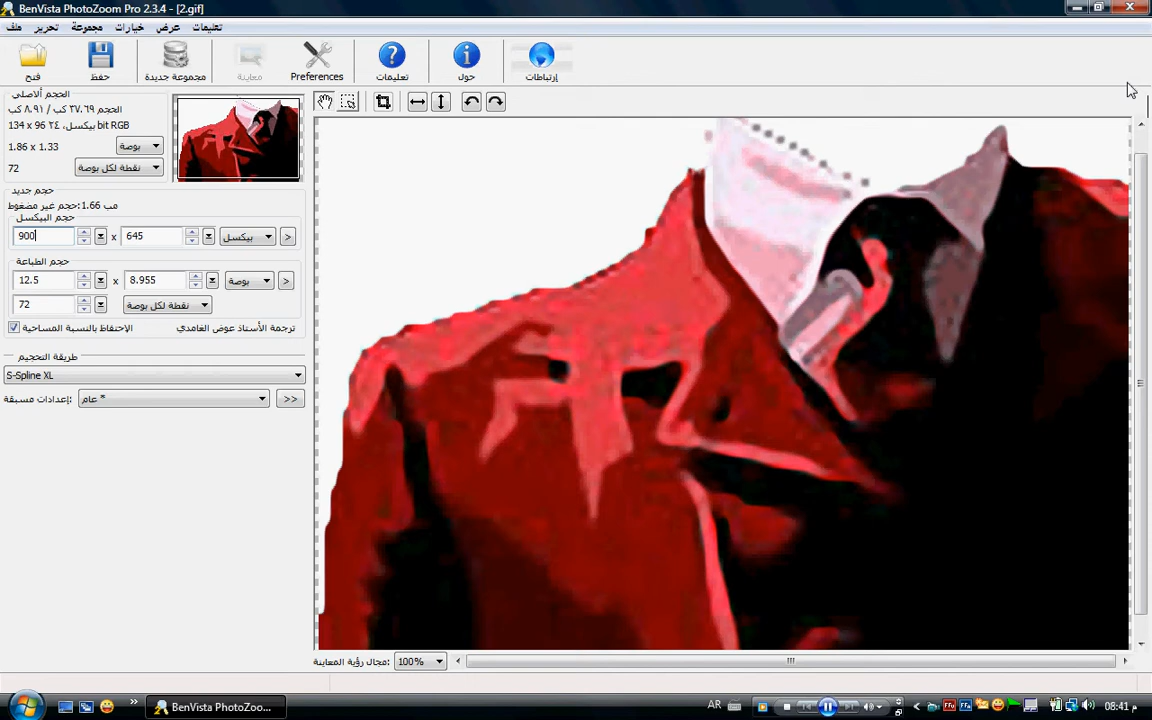 BenVista PhotoZoom Pro 2.3.4 - [2.gif]
ملف تحرير مجموعة خيارات عرض تعليمات
فتح
حفظ
مجموعة جديدة
معاينة
Preferences
تعليمات
حول
إرتباطات
الحجم ألاصلي
الحجم ٣٧.٦٩ كب / ٨.٩١ كب
134 x 96 بيكسل، ٢٤ bit RGB
1.86 x 1.33
بوصة
72
نقطة لكل بوصة
حجم جديد
مب 1.66:حجم غير مضغوط
حجم البيكسل
900 x 645 بيكسل >
حجم الطباعة
12.5 x 8.955 بوصة >
72 نقطة لكل بوصة
الاحتفاظ بالنسبة المساحية
ترجمة الأستاذ عوض الغامدي
طريقة التحجيم
S-Spline XL
إعدادات مسبقة:
عام *
>>
مجال رؤية المعاينة:
100%
BenVista PhotoZoo...
AR
08:41 م